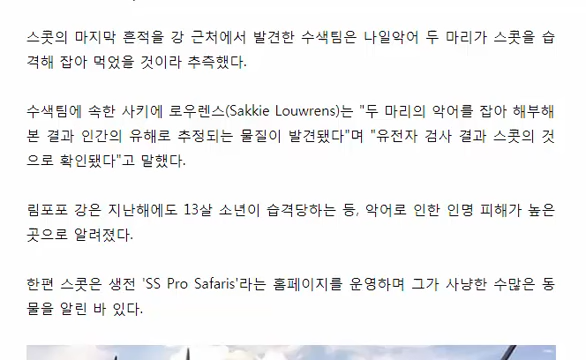 스콧의 마지막 흔적을 강 근처에서 발견한 수색팀은 나일악어 두 마리가 스콧을 습
격해 잡아 먹었을 것이라 추측했다.
수색팀에 속한 사키에 로우렌스(Sakkie Louwrens)는 "두 마리의 악어를 잡아 해부해
본 결과 인간의 유해로 추정되는 물질이 발견됐다"며 "유전자 검사 결과 스콧의 것
으로 확인됐다"고 말했다.
림포포 강은 지난해에도 13살 소년이 습격당하는 등, 악어로 인한 인명 피해가 높은
곳으로 알려졌다.
한편 스콧은 생전 'SS Pro Safaris'라는 홈페이지를 운영하며 그가 사냥한 수많은 동
물을 알린 바 있다.